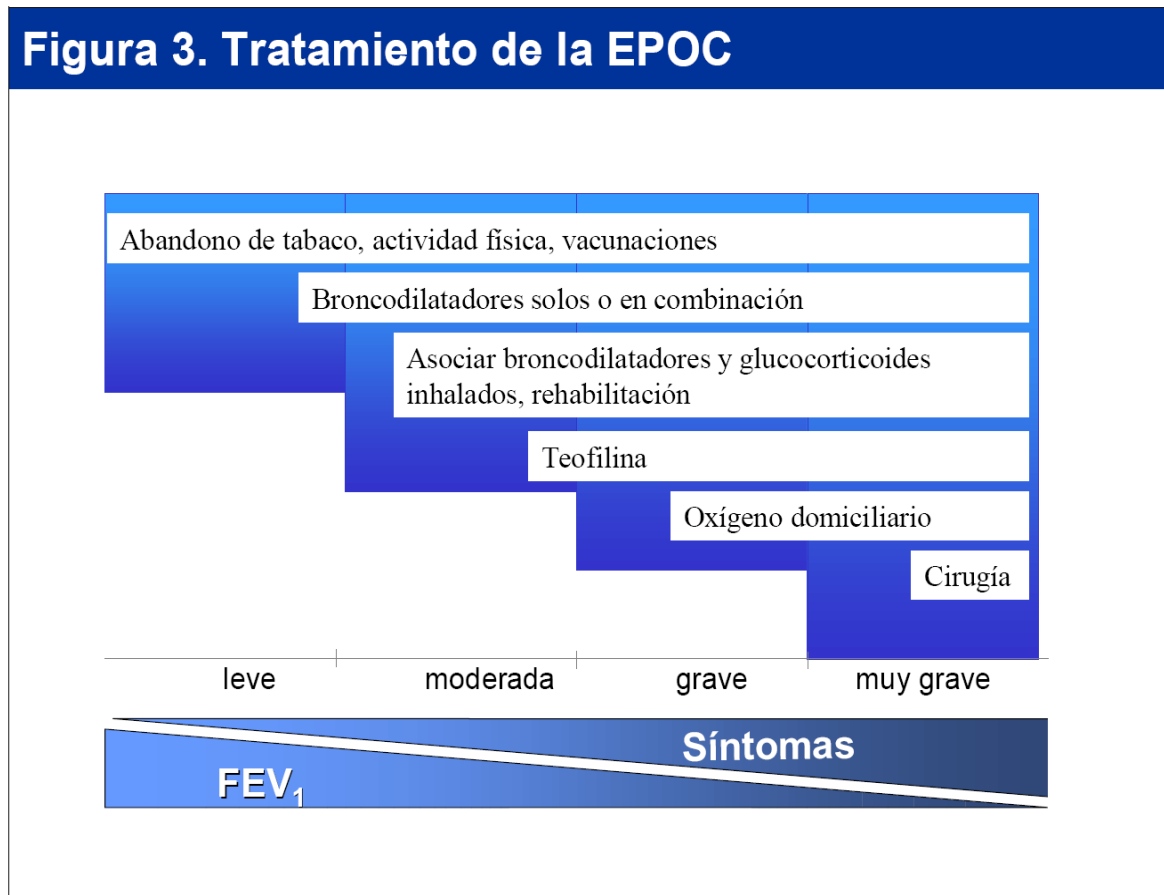 Figura 3. Tratamiento de la EPOC
Abandono de tabaco, actividad física, vacunaciones
Broncodilatadores solos o en combinación
Asociar broncodilatadores y glucocorticoides
inhalados, rehabilitación
Teofilina
Oxígeno domiciliario
Cirugía
leve moderada grave muy grave
Síntomas
FEV₁